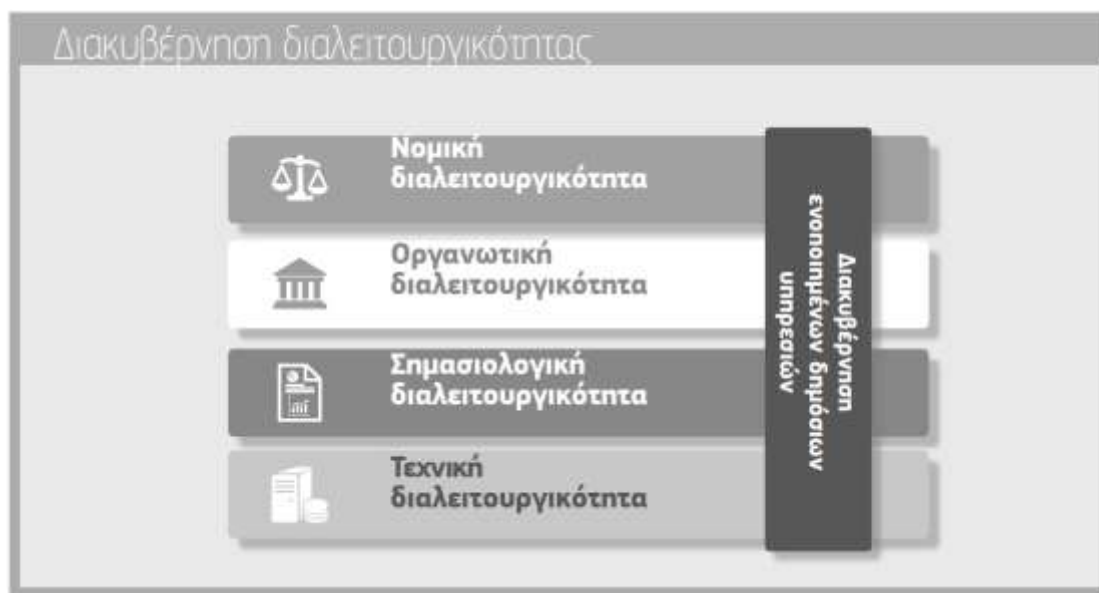 Διακυβέρνηση διαλειτουργικότητας
Νομική
διαλειτουργικότητα
Οργανωτική
διαλειτουργικότητα
Σημασιολογική
διαλειτουργικότητα
Τεχνική
διαλειτουργικότητα
Διακυβέρνηση
ενοποιημένων δημόσιων
υπηρεσιών